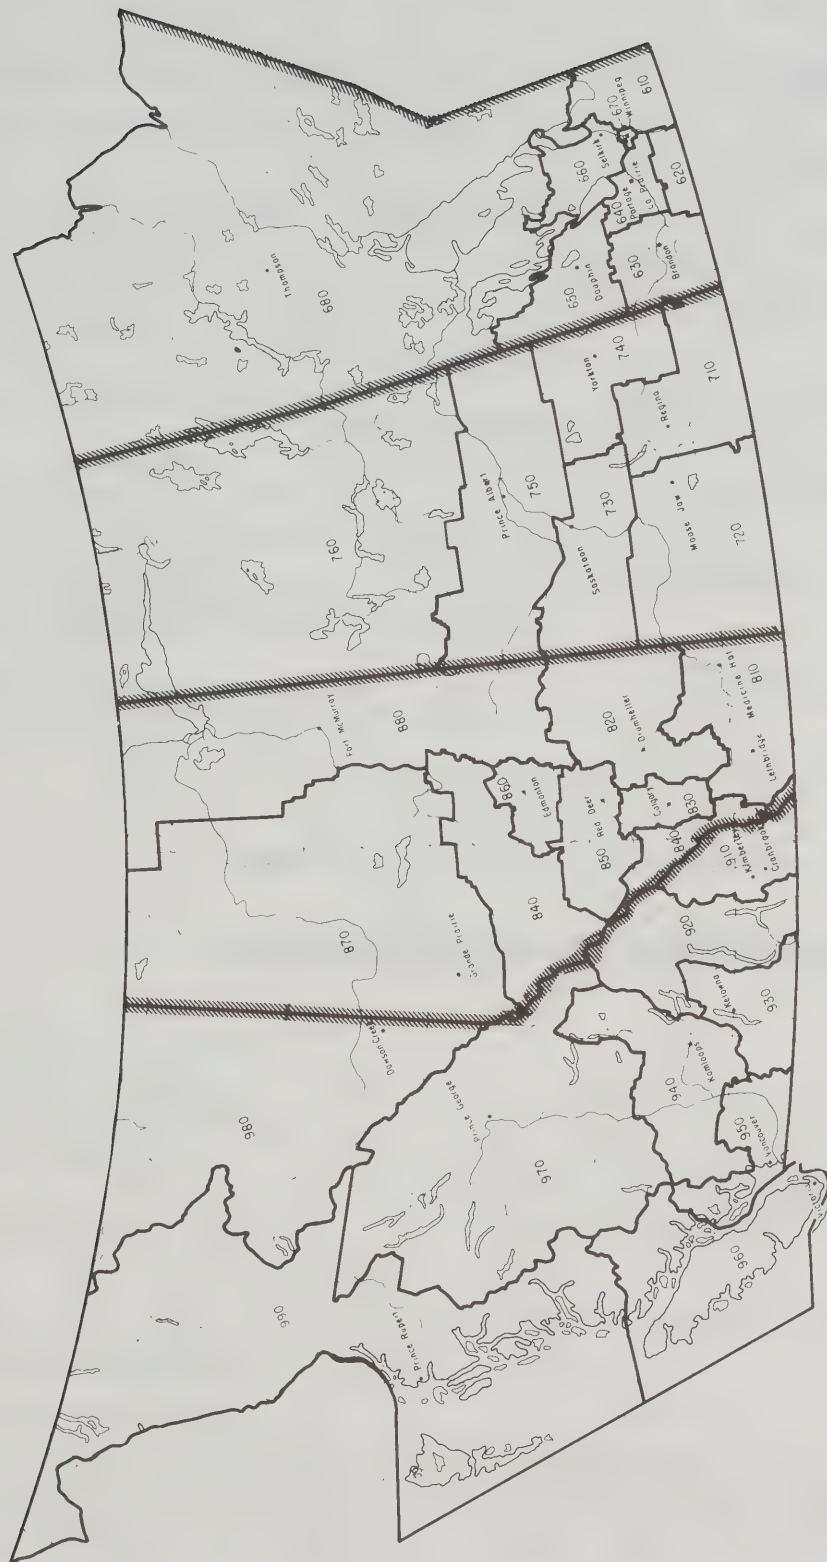 990
Prince Rupert
980
Dawson Creek
Prince George
970
960
Victoria
950
Vancouver
940
Kamloops
930
Kelowna
920
910
Kimberley
Cranbrook
870
Grande Prairie
840
840
850
Red Deer
860
Edmonton
830
Calgary
880
Fort McMurray
820
Drumheller
810
Lethbridge
Medicine Hat
760
Prince Albert
750
Saskatoon
730
Moose Jaw
720
Yorkton
740
Regina
710
Thompson
680
650
Dauphin
630
Brandon
640
Portage
La Prairie
620
660
Selkirk
670
Winnipeg
610